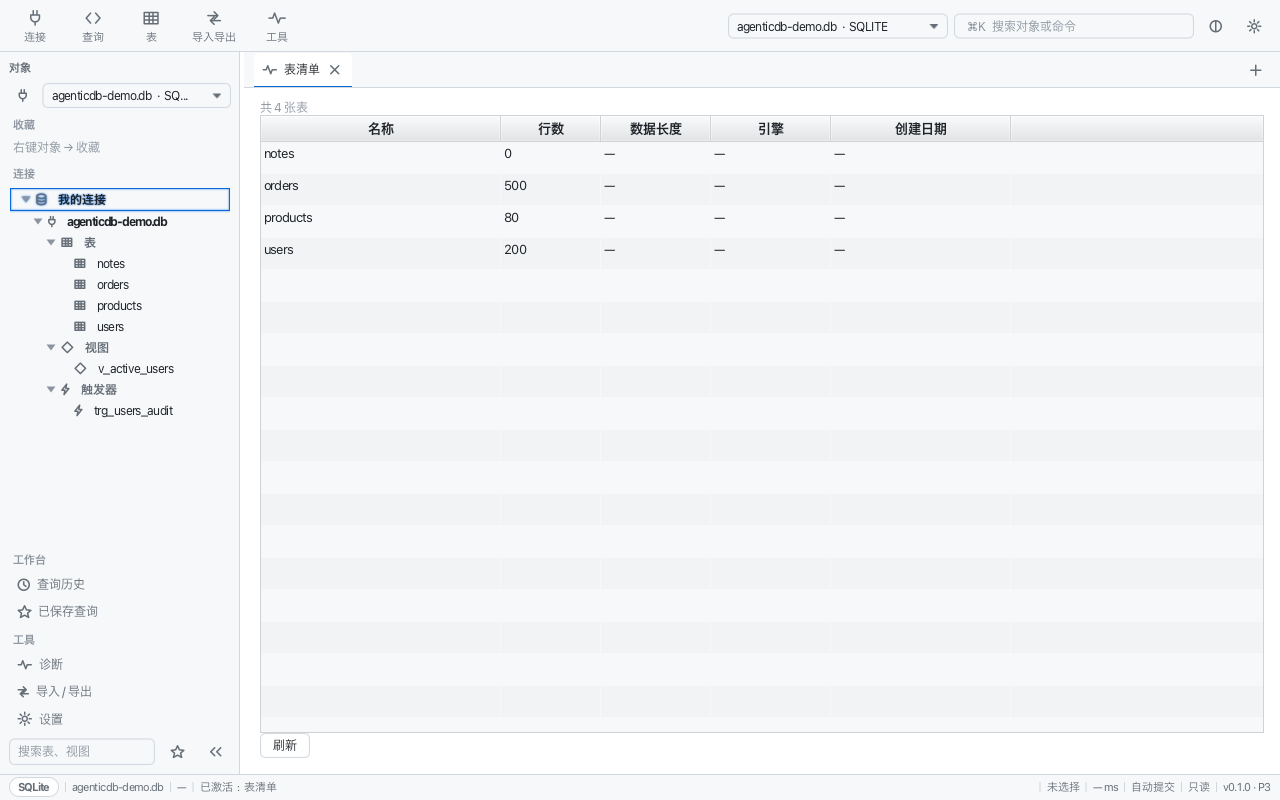 连接 查询 表 导入导出 工具 agenticdb-demo.db · SQLITE ⌘K 搜索对象或命令
对象
agenticdb-demo.db · SQ...
收藏
右键对象 → 收藏
连接
我的连接
agenticdb-demo.db
表
notes
orders
products
users
视图
v_active_users
触发器
trg_users_audit
工作台
查询历史
已保存查询
工具
诊断
导入 / 导出
设置
搜索表、视图
表清单
共 4 张表
名称 行数 数据长度 引擎 创建日期
notes 0 — — —
orders 500 — — —
products 80 — — —
users 200 — — —
刷新
SQLite agenticdb-demo.db — 已激活：表清单 未选择 — ms 自动提交 只读 v0.1.0 · P3